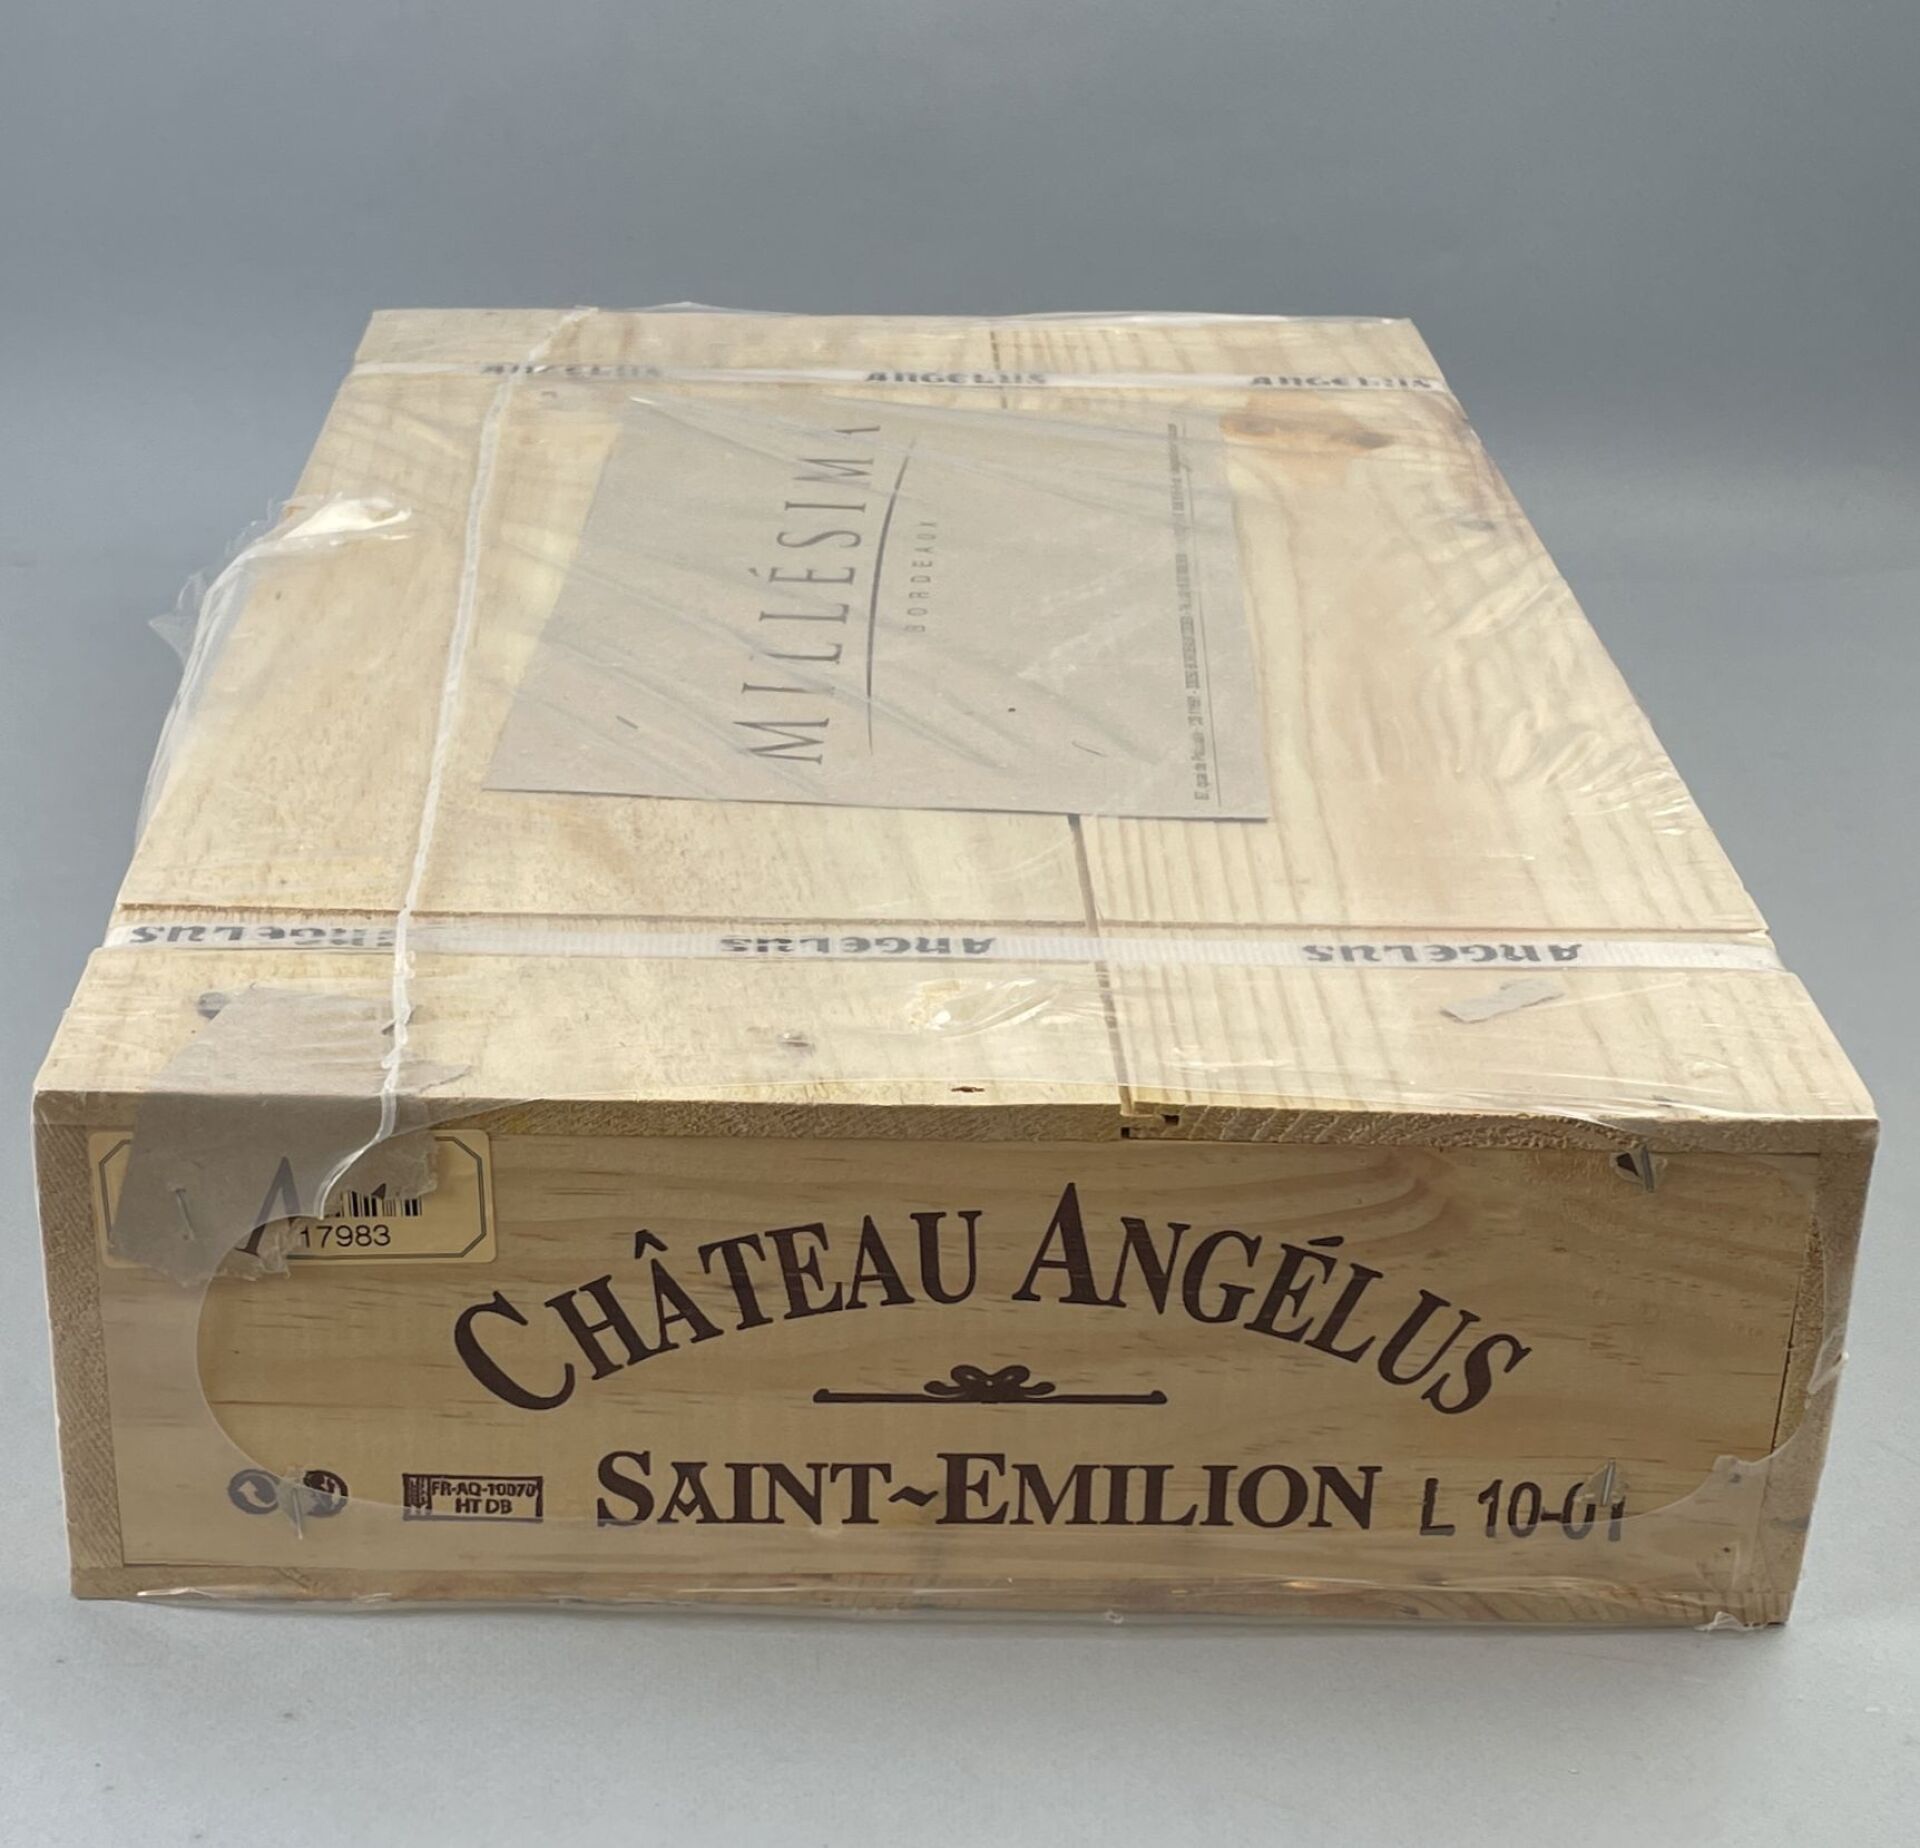 ANGELUS ANGELUS ANGELUS
MILLÉSIMA
BORDEAUX
ANGELUS ANGELUS ANGELUS
17983
CHÂTEAU ANGÉLUS
SAINT~EMILION L 10-01
FR-AQ-10070
HT DB